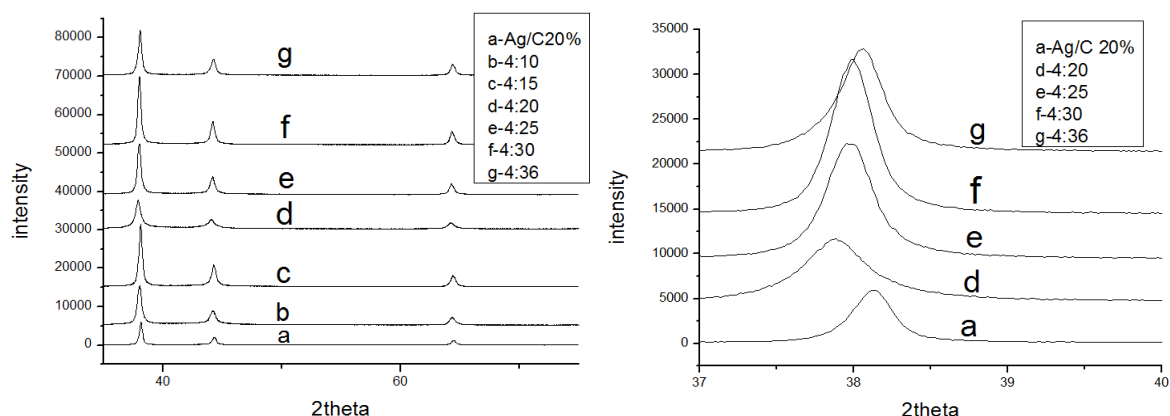 80000
70000
60000
50000
40000
30000
20000
10000
0
intensity
40
60
2theta
g
f
e
d
c
b
a
a-Ag/C20%
b-4:10
c-4:15
d-4:20
e-4:25
f-4:30
g-4:36
35000
30000
25000
20000
15000
10000
5000
0
intensity
37
38
39
40
2theta
g
f
e
d
a
a-Ag/C 20%
d-4:20
e-4:25
f-4:30
g-4:36